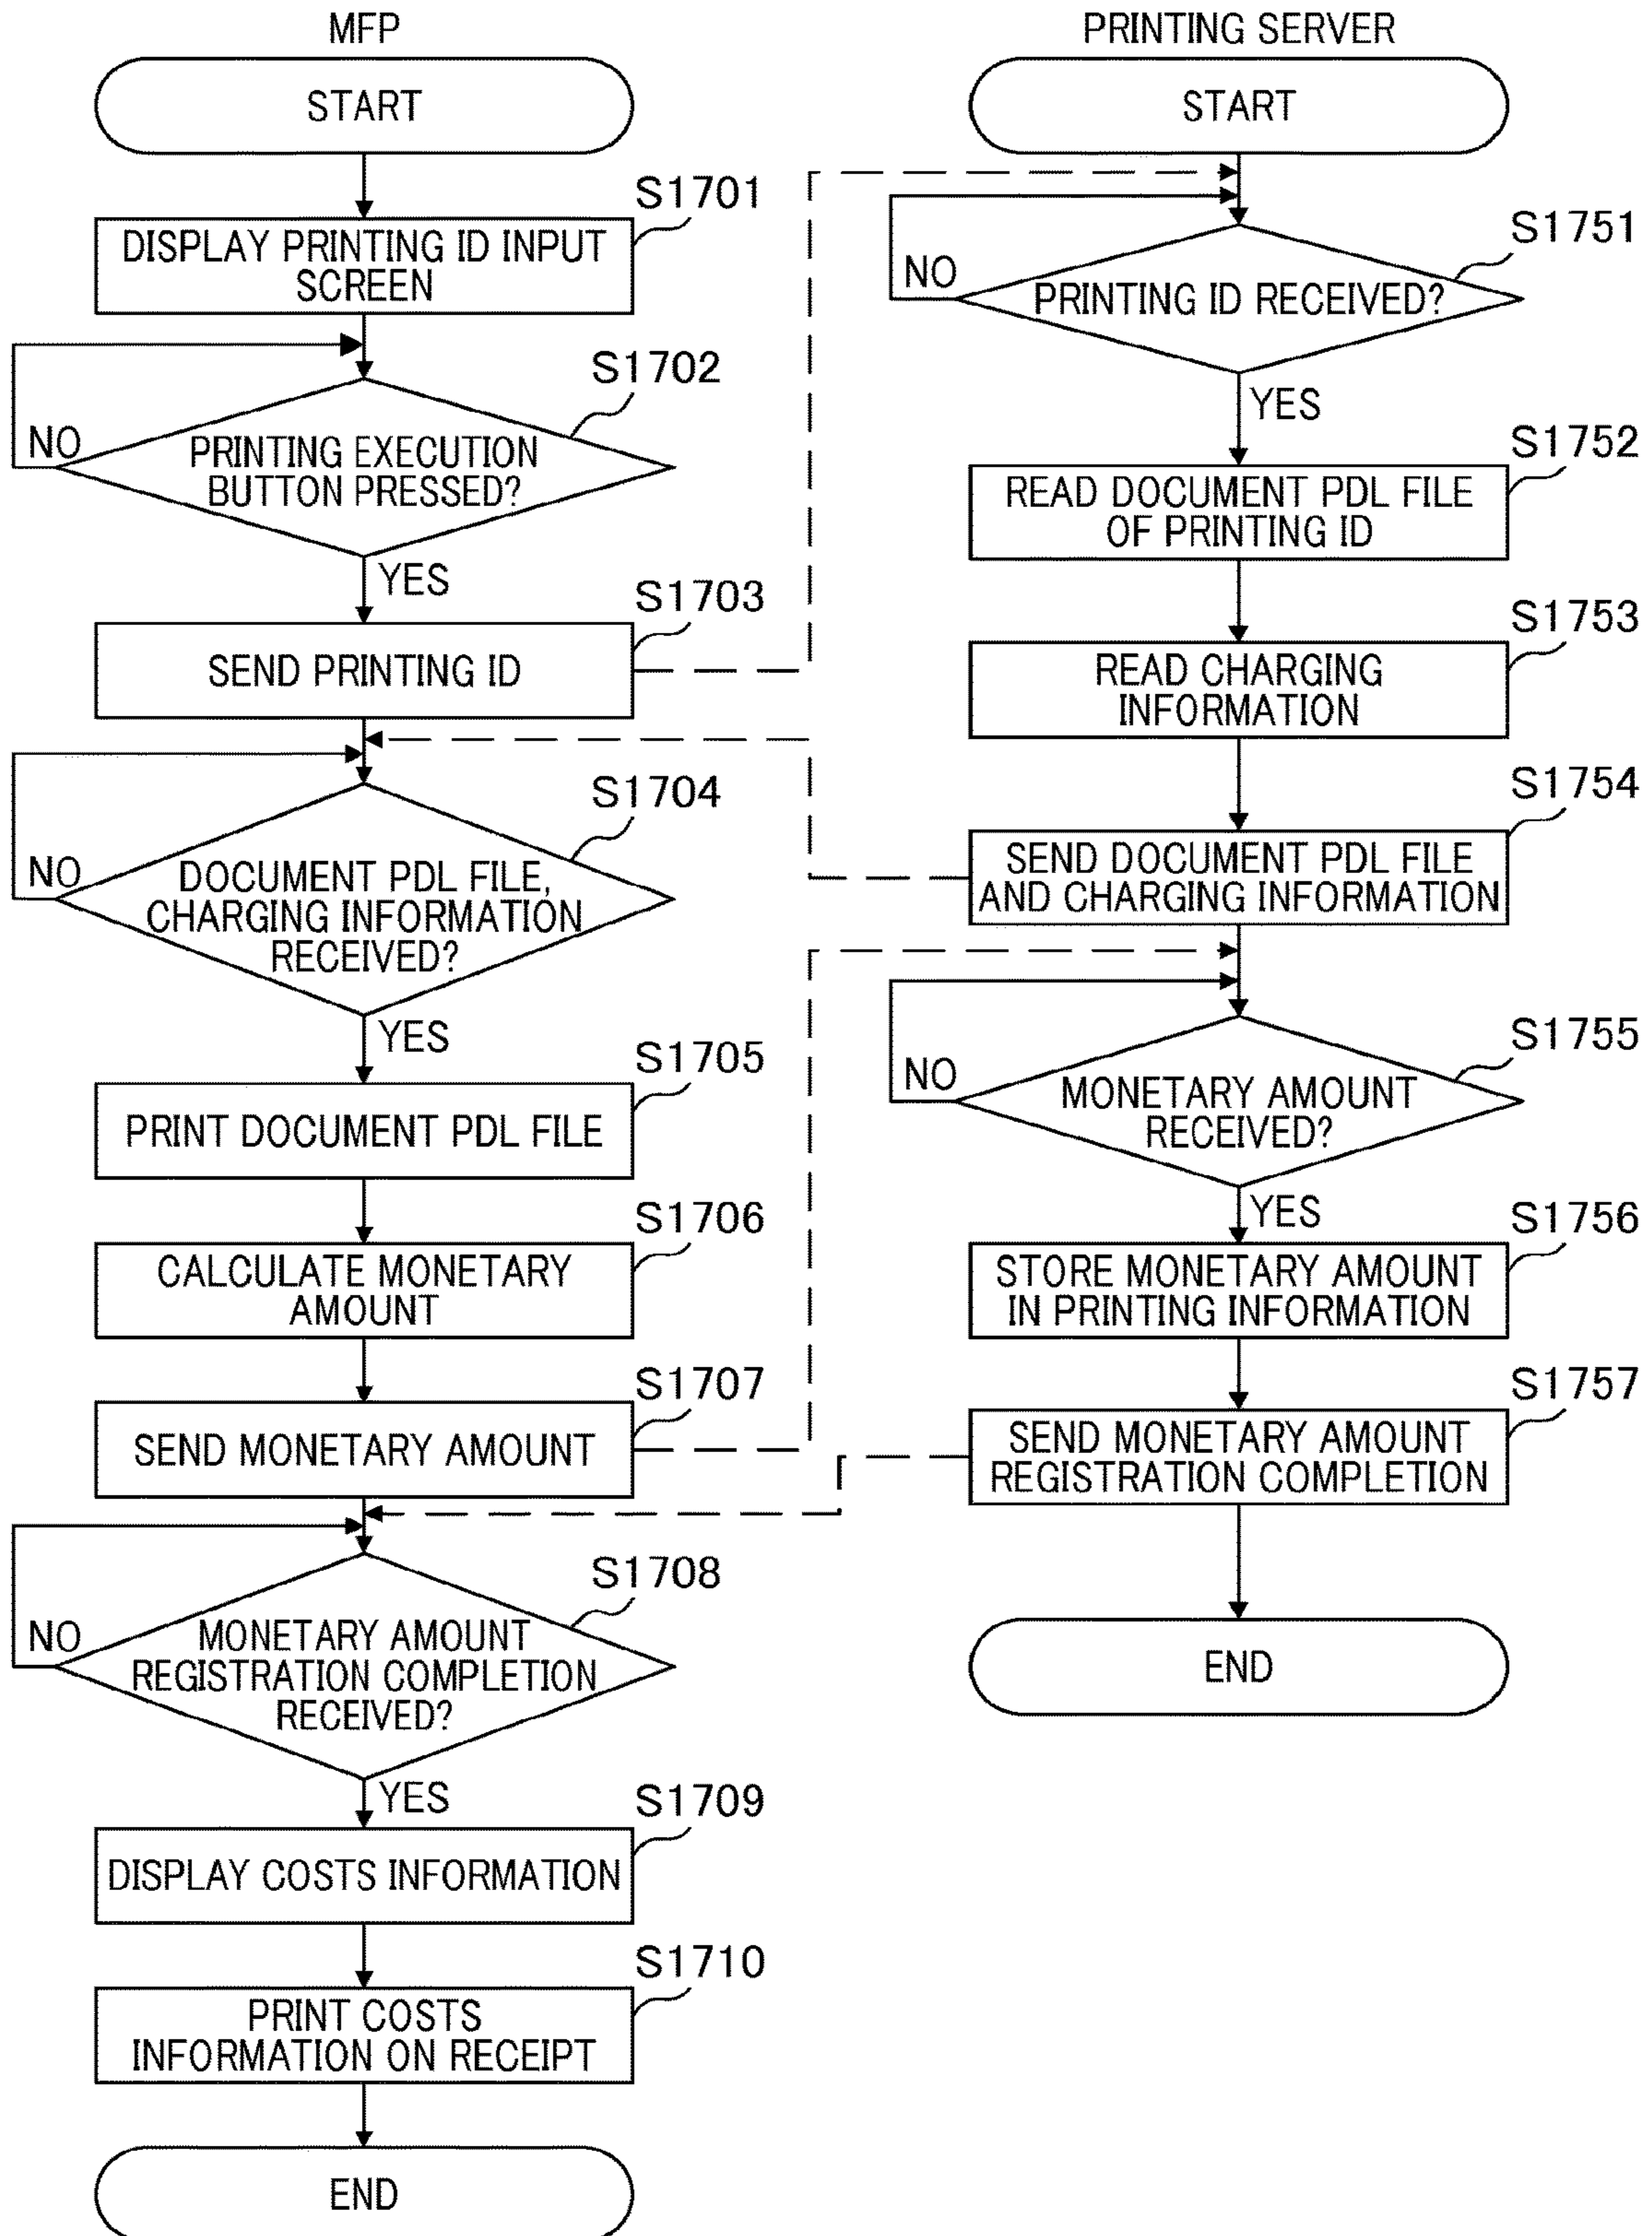 MFP
START
S1701
DISPLAY PRINTING ID INPUT
SCREEN
S1702
NO
PRINTING EXECUTION
BUTTON PRESSED?
YES
S1703
SEND PRINTING ID
S1704
NO
DOCUMENT PDL FILE,
CHARGING INFORMATION
RECEIVED?
YES
S1705
PRINT DOCUMENT PDL FILE
S1706
CALCULATE MONETARY
AMOUNT
S1707
SEND MONETARY AMOUNT
S1708
NO
MONETARY AMOUNT
REGISTRATION COMPLETION
RECEIVED?
YES
S1709
DISPLAY COSTS INFORMATION
S1710
PRINT COSTS
INFORMATION ON RECEIPT
END
PRINTING SERVER
START
S1751
NO
PRINTING ID RECEIVED?
YES
S1752
READ DOCUMENT PDL FILE
OF PRINTING ID
S1753
READ CHARGING
INFORMATION
S1754
SEND DOCUMENT PDL FILE
AND CHARGING INFORMATION
S1755
NO
MONETARY AMOUNT
RECEIVED?
YES
S1756
STORE MONETARY AMOUNT
IN PRINTING INFORMATION
S1757
SEND MONETARY AMOUNT
REGISTRATION COMPLETION
END